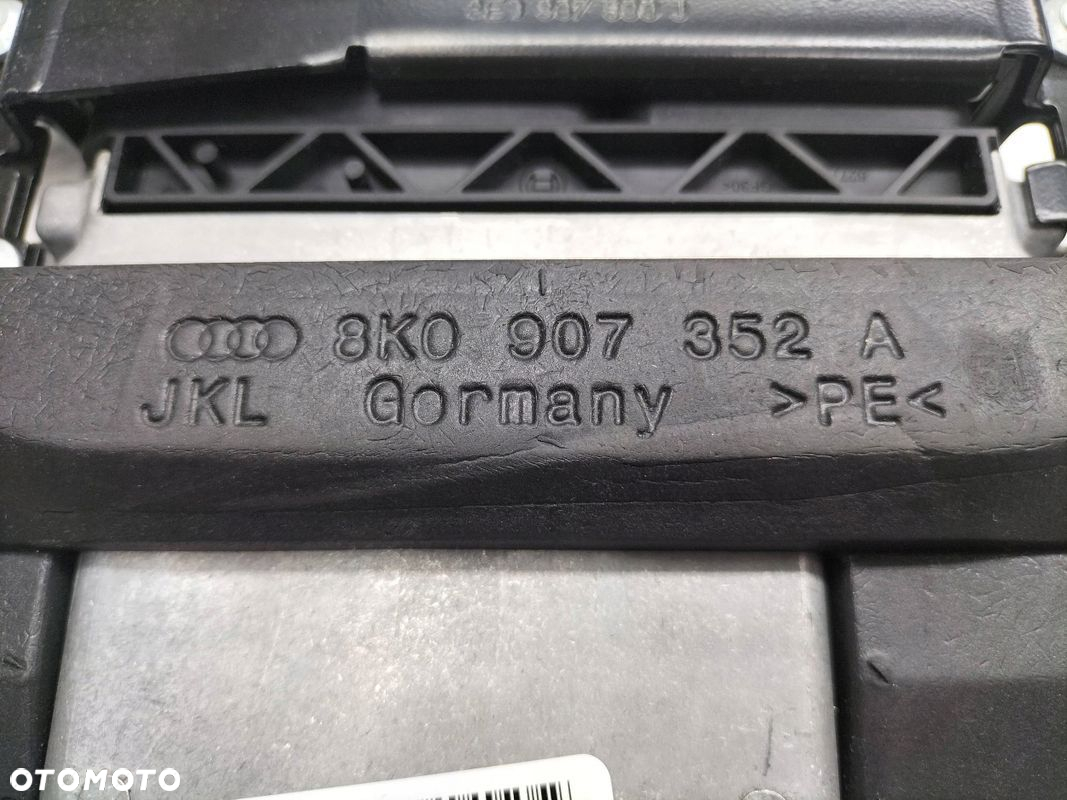 8K0 907 352 A
JKL Gormany >PE<
OTOMOTO